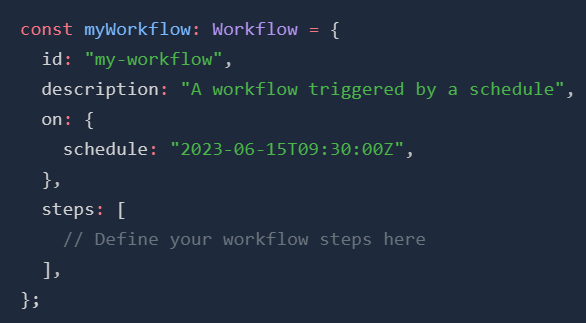 const myWorkflow: Workflow = {
  id: "my-workflow",
  description: "A workflow triggered by a schedule",
  on: {
    schedule: "2023-06-15T09:30:00Z",
  },
  steps: [
    // Define your workflow steps here
  ],
};